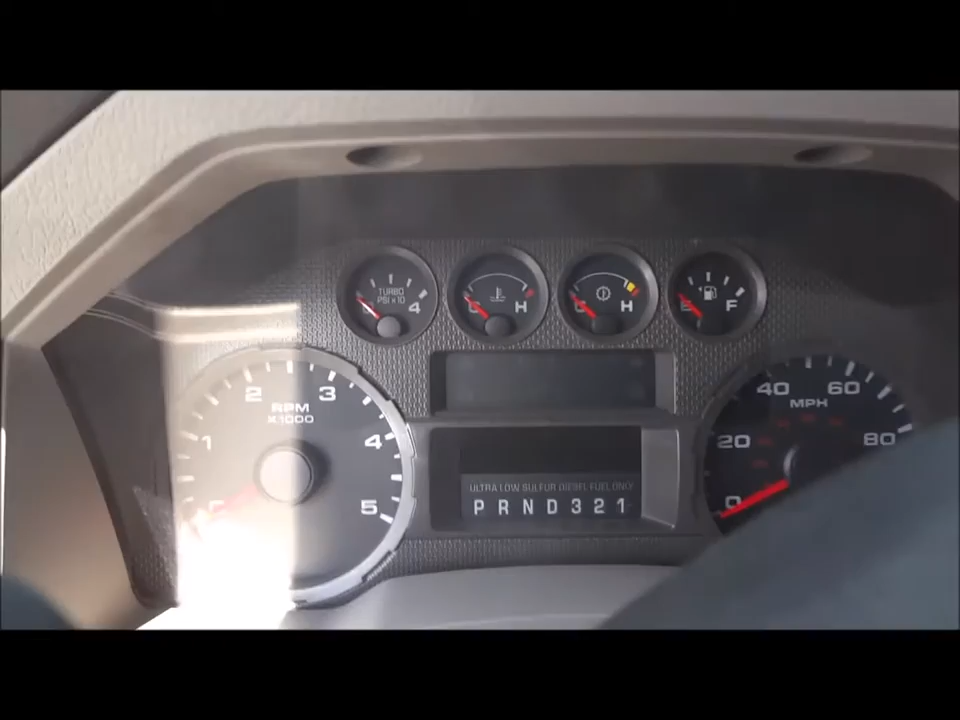 TURBO
PSI x 10
4
C H
C H
E F
0 1 2 3 4 5
RPM
X1000
0 20 40 60 80
MPH
ULTRA LOW SULFUR DIESEL FUEL ONLY
P R N D 3 2 1